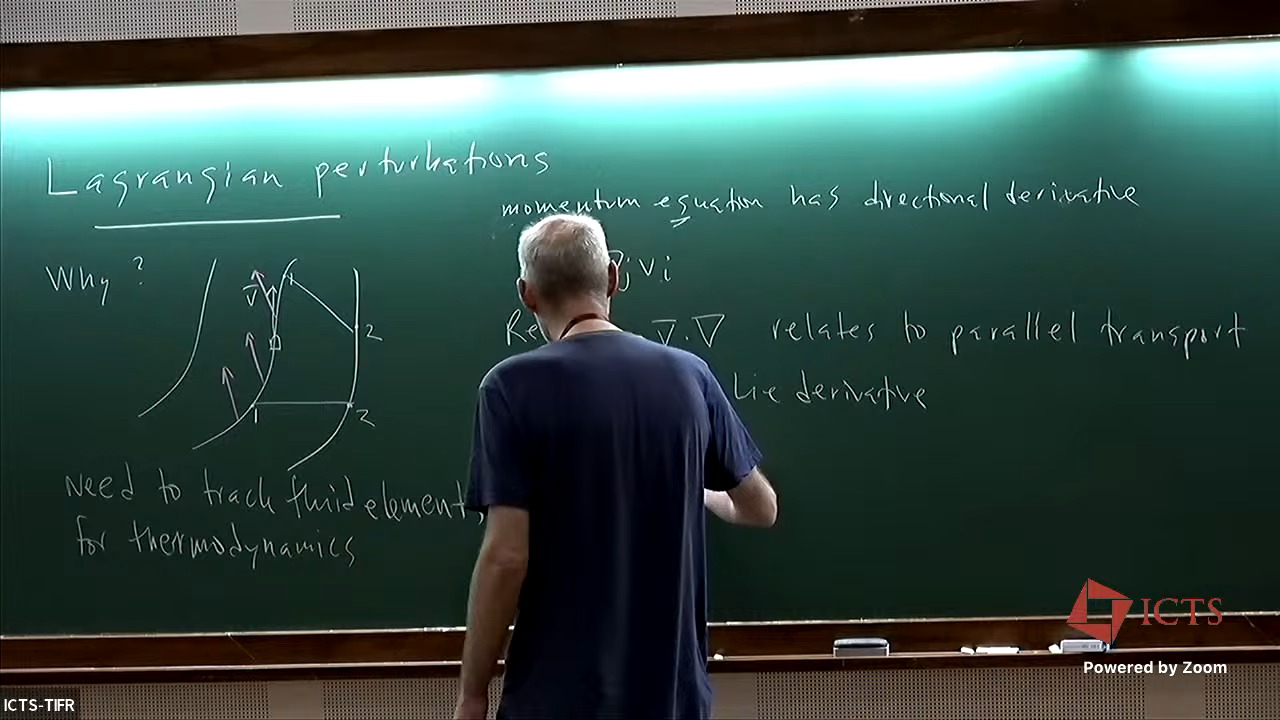 Lagrangian perturbations
Why ?
v
1
2
1
2
need to track fluid elements,
for thermodynamics
momentum equation has directional derivative
∇j vi
v̄.∇ relates to parallel transport
Lie derivative
ICTS
Powered by Zoom
ICTS-TIFR